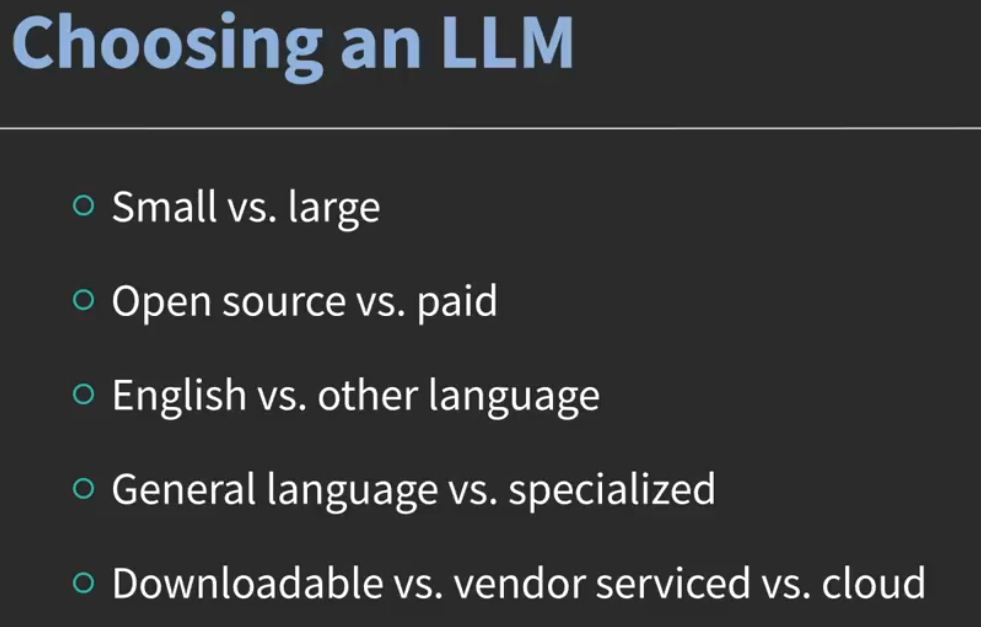 Choosing an LLM
Small vs. large
Open source vs. paid
English vs. other language
General language vs. specialized
Downloadable vs. vendor serviced vs. cloud